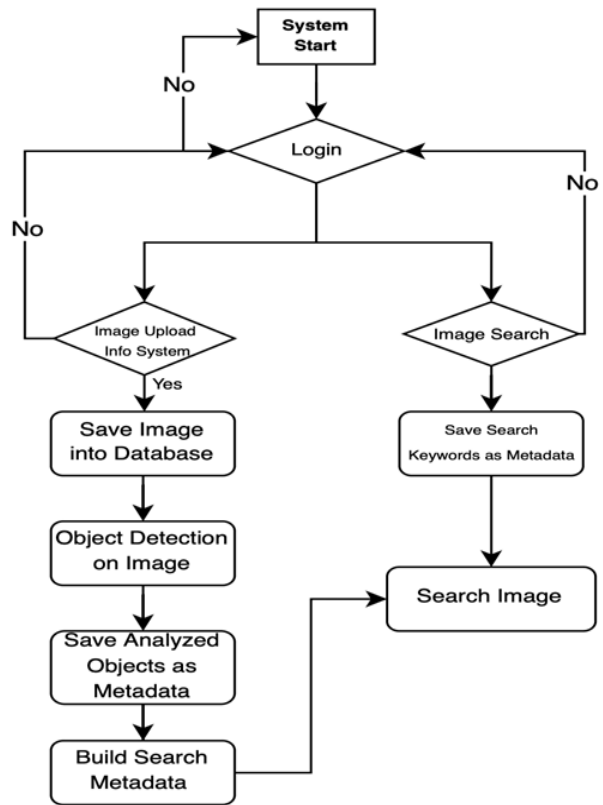 System
Start
No
Login
No
No
Image Upload
Info System
Image Search
Yes
Save Image
into Database
Save Search
Keywords as Metadata
Object Detection
on Image
Search Image
Save Analyzed
Objects as
Metadata
Build Search
Metadata